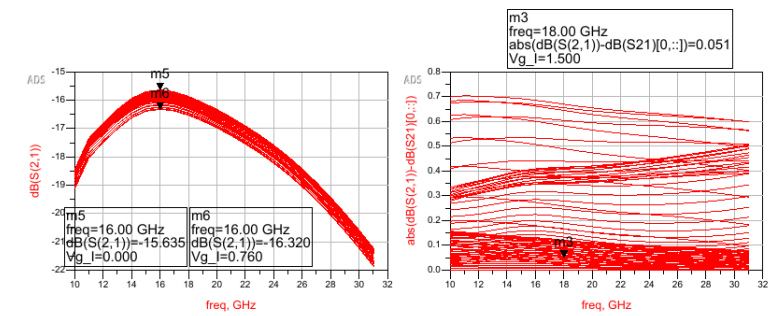 m3
freq=18.00 GHz
abs(dB(S(2,1))-dB(S21)[0,::])=0.051
Vg_I=1.500
ADS
-15
-16
-17
-18
-19
-20
-21
-22
dB(S(2,1))
m5
m6
m5
freq=16.00 GHz
dB(S(2,1))=-15.635
Vg_I=0.000
m6
freq=16.00 GHz
dB(S(2,1))=-16.320
Vg_I=0.760
10 12 14 16 18 20 22 24 26 28 30 32
freq, GHz
ADS
0.8
0.7
0.6
0.5
0.4
0.3
0.2
0.1
0.0
abs(dB(S(2,1))-dB(S21)[0,::])
m3
10 12 14 16 18 20 22 24 26 28 30 32
freq, GHz